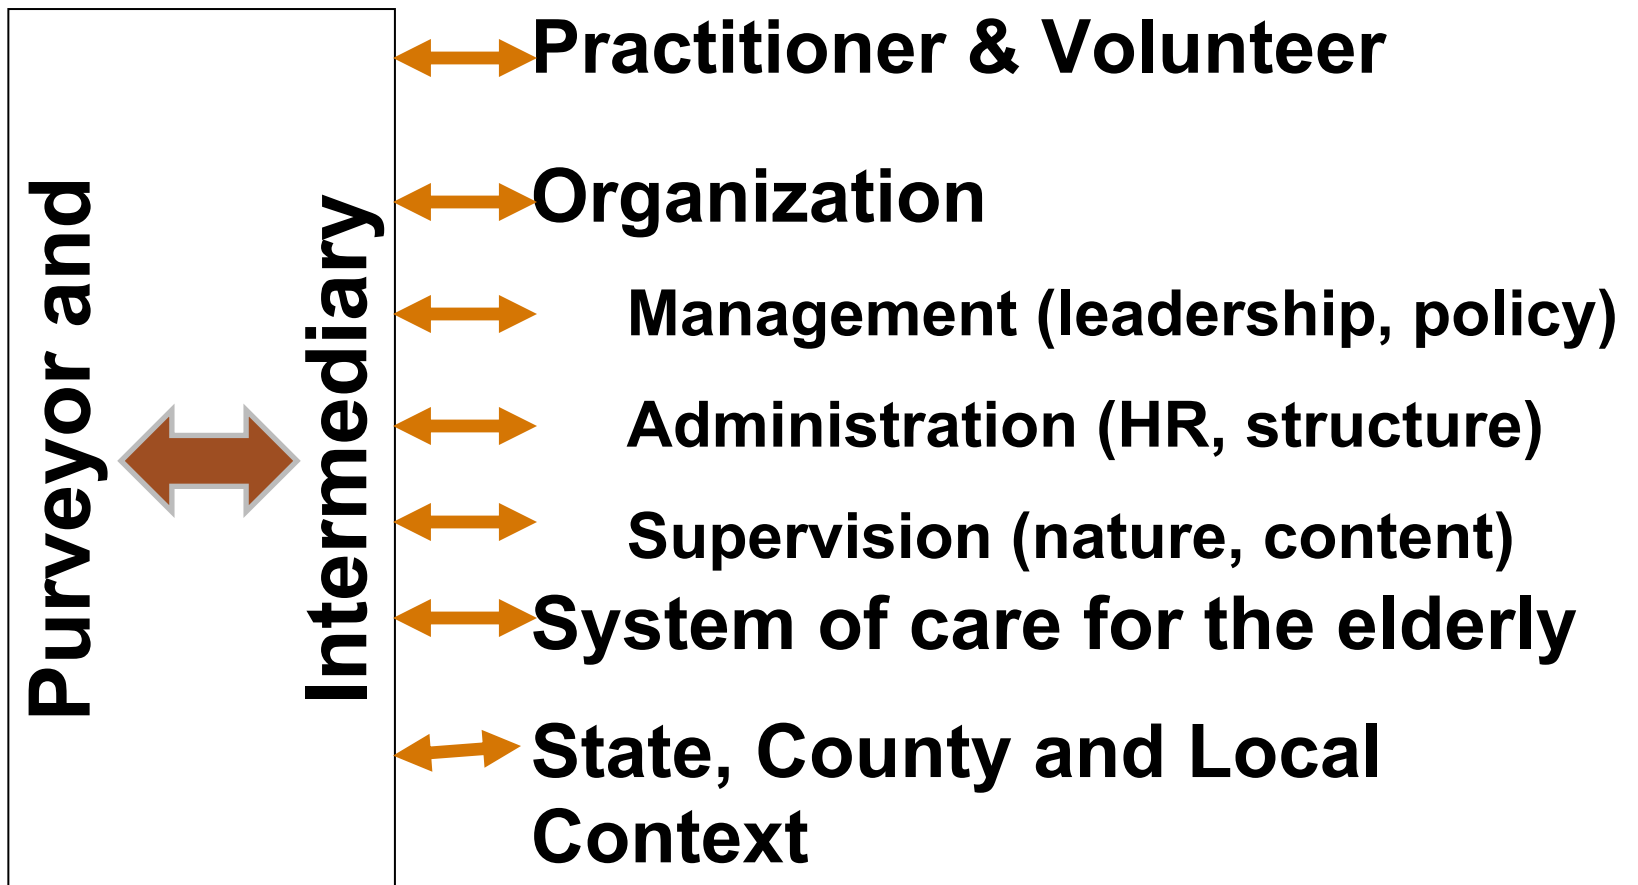 Purveyor and
Intermediary
Practitioner & Volunteer
Organization
Management (leadership, policy)
Administration (HR, structure)
Supervision (nature, content)
System of care for the elderly
State, County and Local
Context